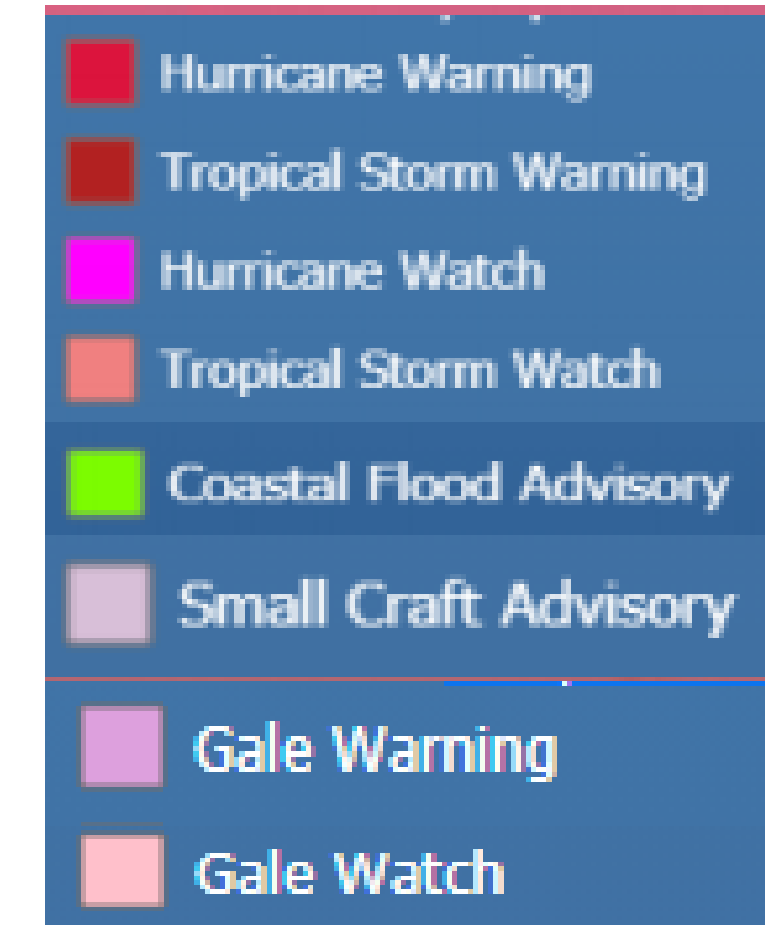 Hurricane Warning
Tropical Storm Warning
Hurricane Watch
Tropical Storm Watch
Coastal Flood Advisory
Small Craft Advisory
Gale Warning
Gale Watch